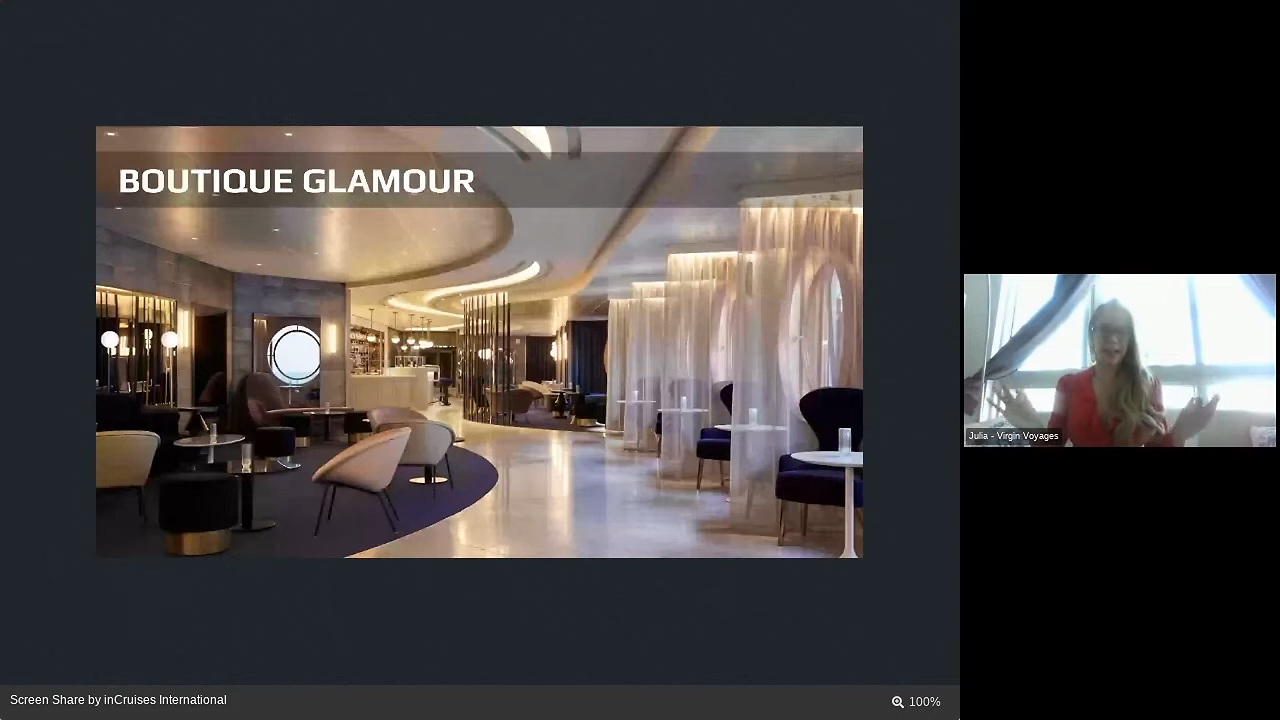 BOUTIQUE GLAMOUR
Julia - Virgin Voyages
Screen Share by inCruises International
100%